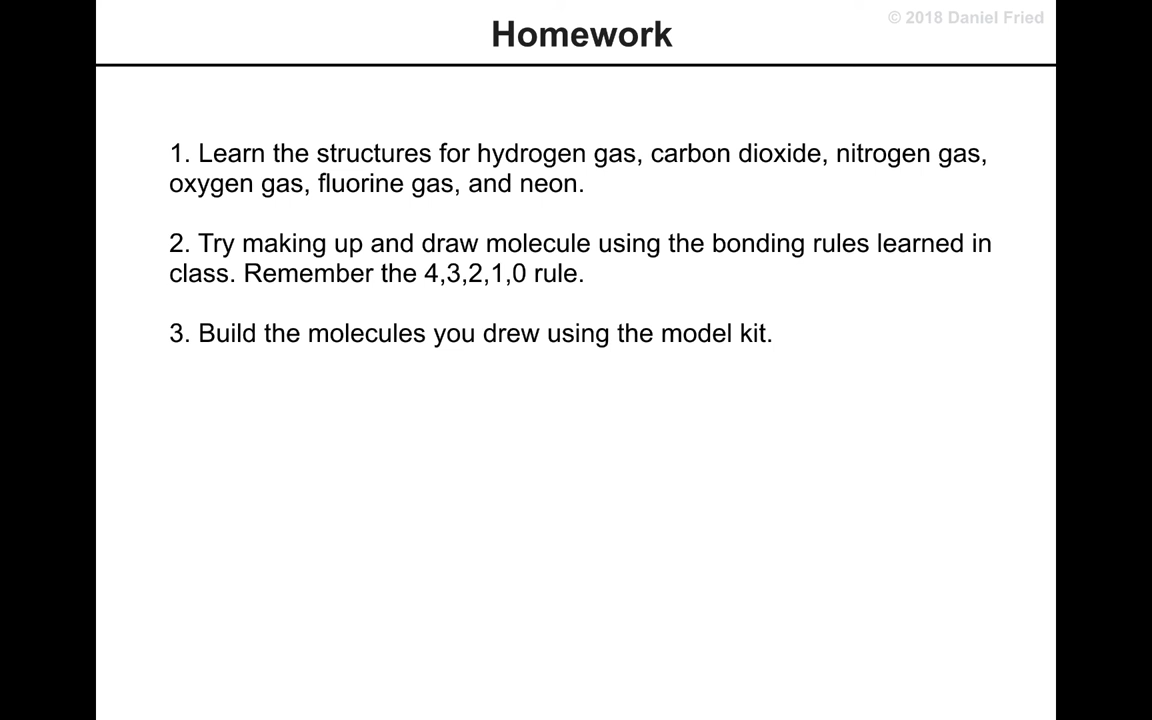 © 2018 Daniel Fried
Homework
1. Learn the structures for hydrogen gas, carbon dioxide, nitrogen gas,
oxygen gas, fluorine gas, and neon.
2. Try making up and draw molecule using the bonding rules learned in
class. Remember the 4,3,2,1,0 rule.
3. Build the molecules you drew using the model kit.